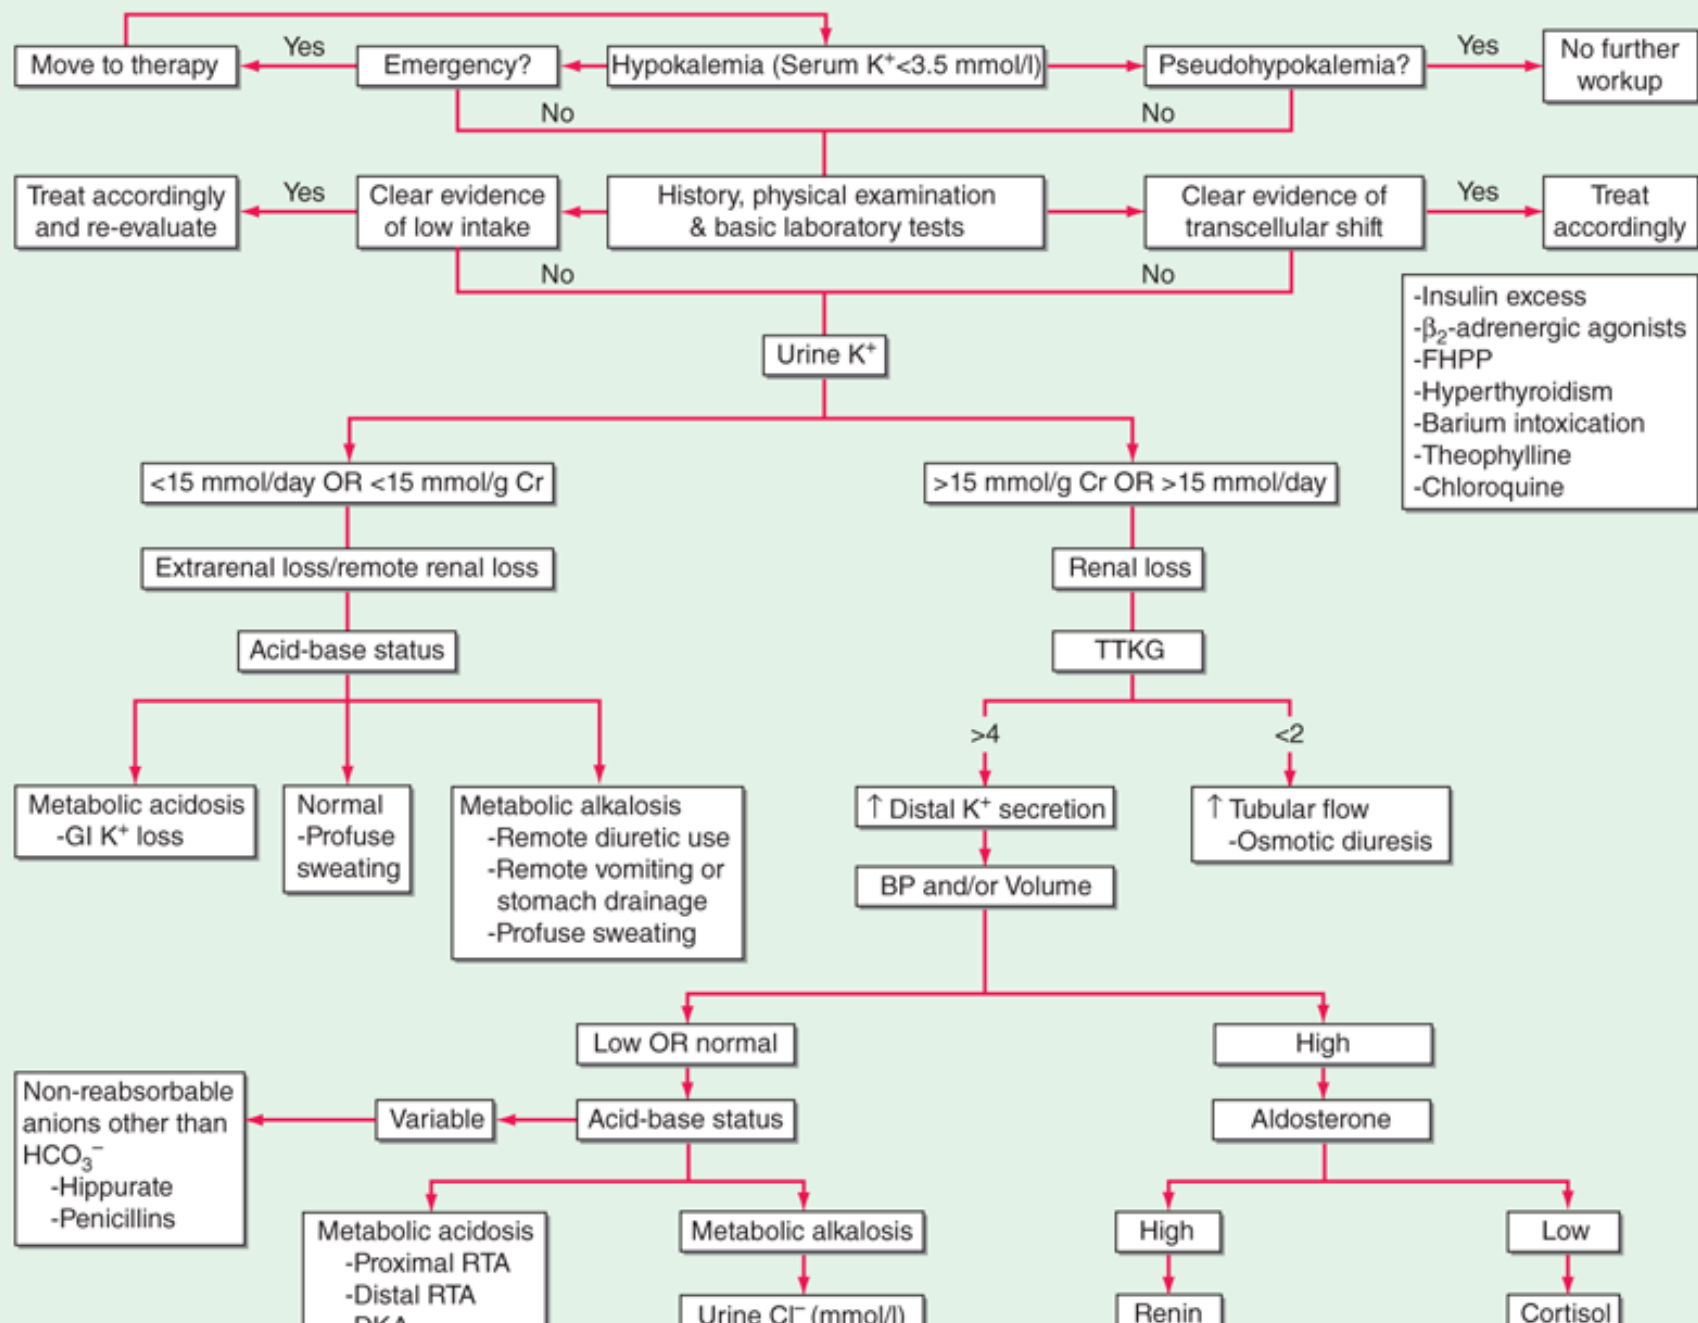 Move to therapy
Yes
Emergency?
Hypokalemia (Serum K⁺<3.5 mmol/l)
Pseudohypokalemia?
Yes
No further
workup
No
No
Treat accordingly
and re-evaluate
Yes
Clear evidence
of low intake
History, physical examination
& basic laboratory tests
Clear evidence of
transcellular shift
Yes
Treat
accordingly
No
No
-Insulin excess
-β₂-adrenergic agonists
-FHPP
-Hyperthyroidism
-Barium intoxication
-Theophylline
-Chloroquine
Urine K⁺
<15 mmol/day OR <15 mmol/g Cr
>15 mmol/g Cr OR >15 mmol/day
Extrarenal loss/remote renal loss
Renal loss
Acid-base status
TTKG
>4
<2
Metabolic acidosis
-GI K⁺ loss
Normal
-Profuse
sweating
Metabolic alkalosis
-Remote diuretic use
-Remote vomiting or
stomach drainage
-Profuse sweating
↑ Distal K⁺ secretion
↑ Tubular flow
-Osmotic diuresis
BP and/or Volume
Low OR normal
High
Non-reabsorbable
anions other than
HCO₃⁻
-Hippurate
-Penicillins
Variable
Acid-base status
Aldosterone
Metabolic acidosis
-Proximal RTA
-Distal RTA
-DKA
Metabolic alkalosis
Urine Cl⁻ (mmol/l)
High
Renin
Low
Cortisol